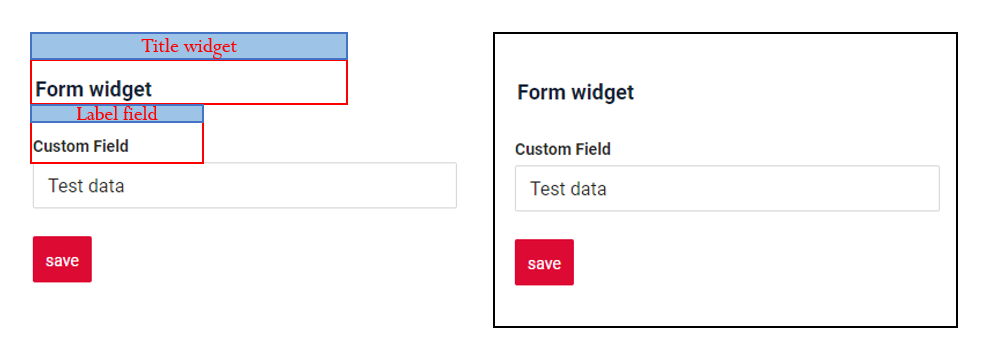 Title widget
Form widget
Label field
Custom Field
Test data
save
Form widget
Custom Field
Test data
save